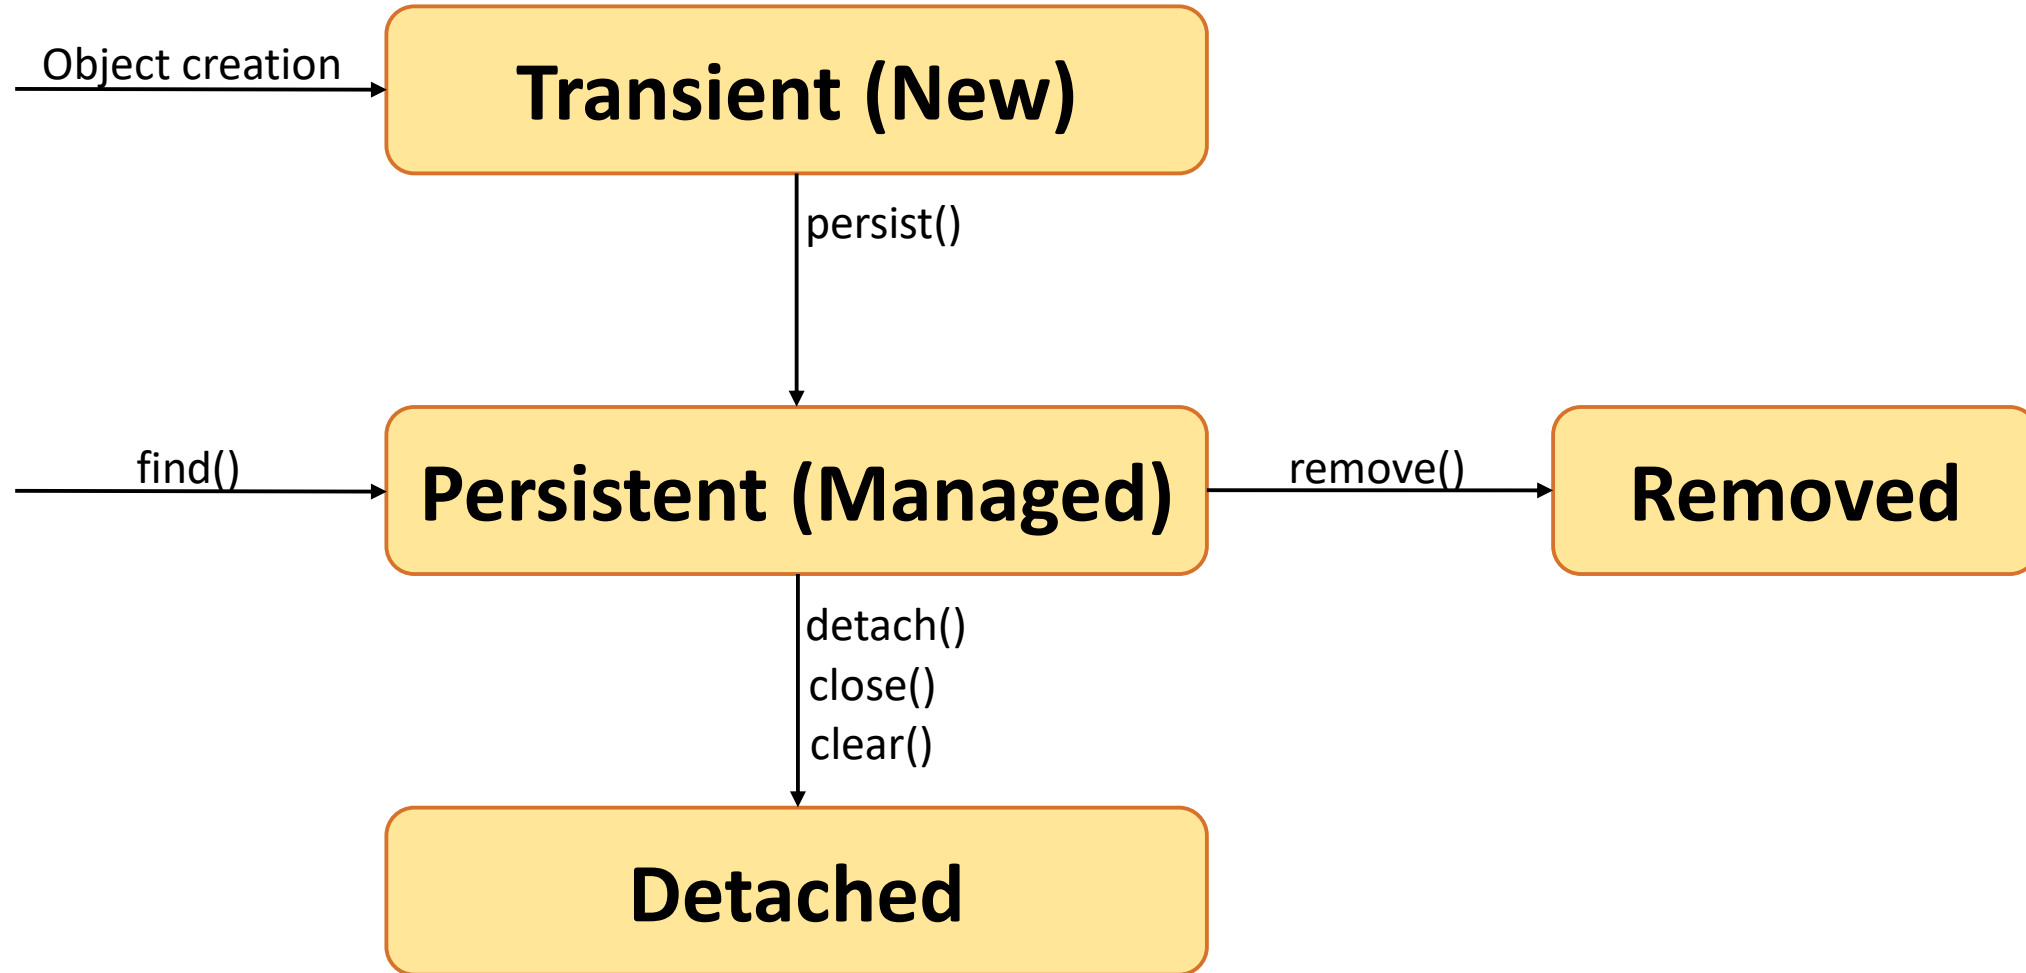 Object creation
Transient (New)
persist()
find()
Persistent (Managed)
remove()
Removed
detach()
close()
clear()
Detached